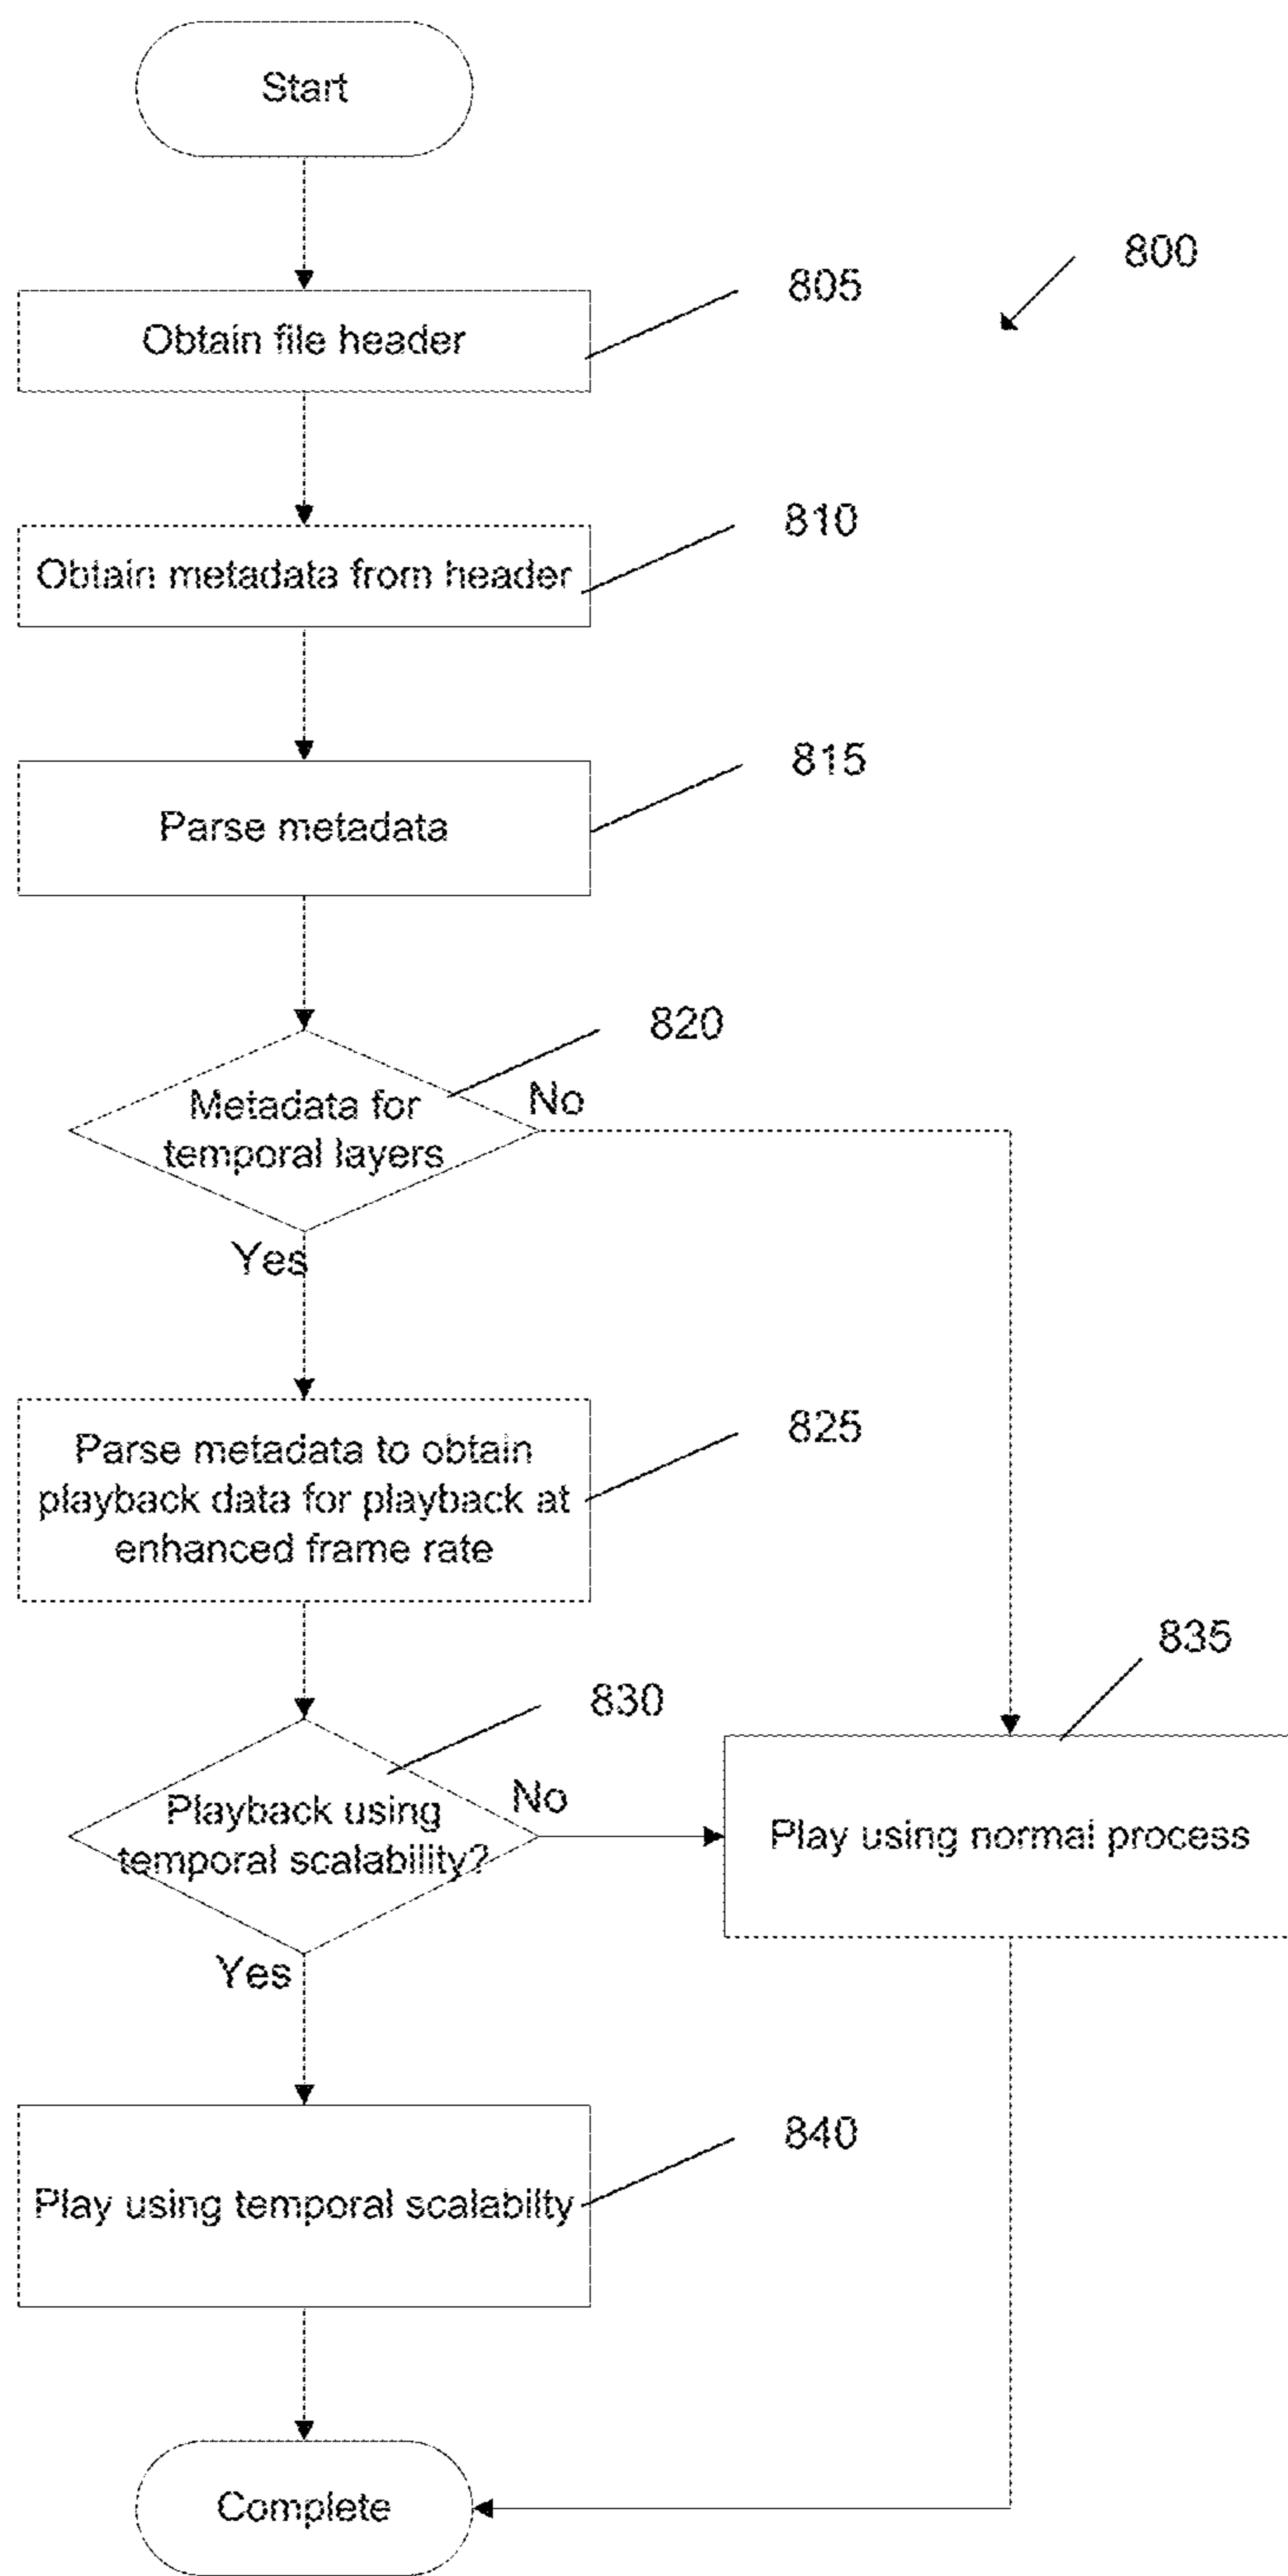 Start
800
805
Obtain file header
810
Obtain metadata from header
815
Parse metadata
820
Metadata for
temporal layers
No
Yes
825
Parse metadata to obtain
playback data for playback at
enhanced frame rate
830
835
Playback using
temporal scalability?
No
Play using normal process
Yes
840
Play using temporal scalabilty
Complete